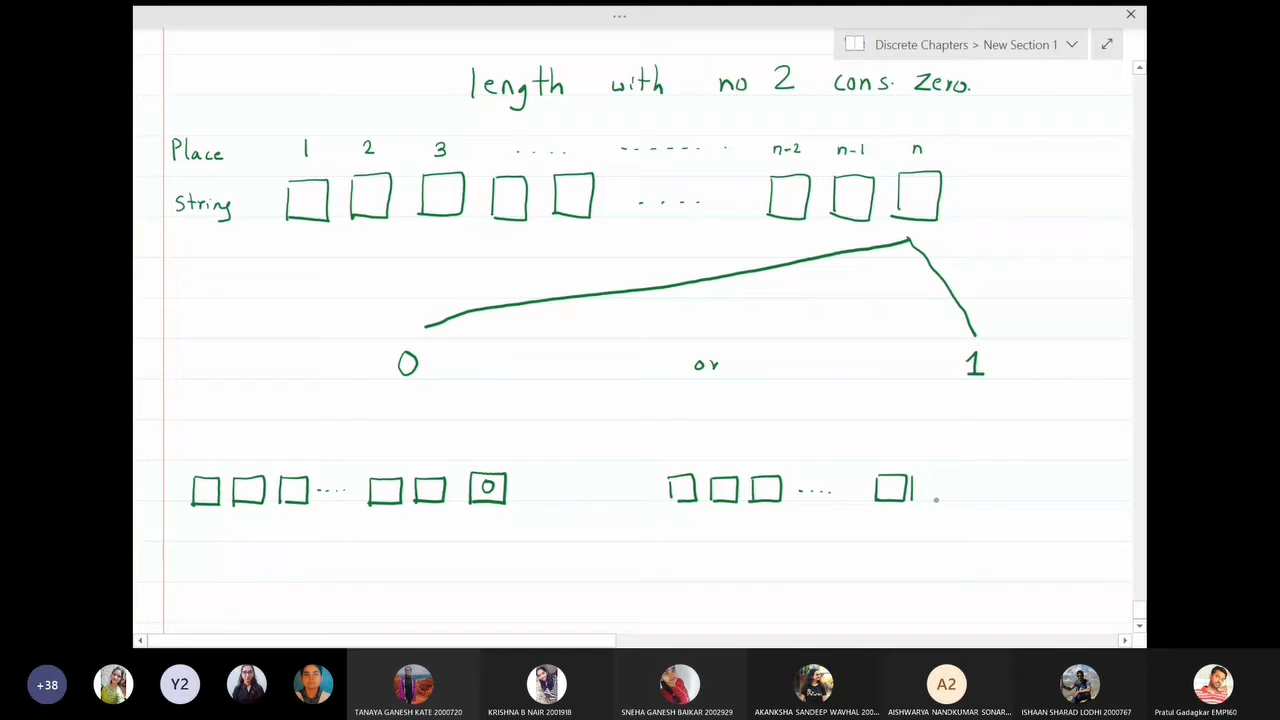 ...
Discrete Chapters > New Section 1
length with no 2 cons. zero.
Place 1 2 3 ..... ------- n-2 n-1 n
string .....
0 or 1
..... 0 .....
+38 Y2 A2
TANAYA GANESH KATE 2000720 KRISHNA B NAIR 2001918 SNEHA GANESH BAIKAR 2002929 AKANKSHA SANDEEP WAVHAL 200... AISHWARYA NANDKUMAR SONAR... ISHAAN SHARAD LODHI 2000767 Pratul Gadagkar EMP160